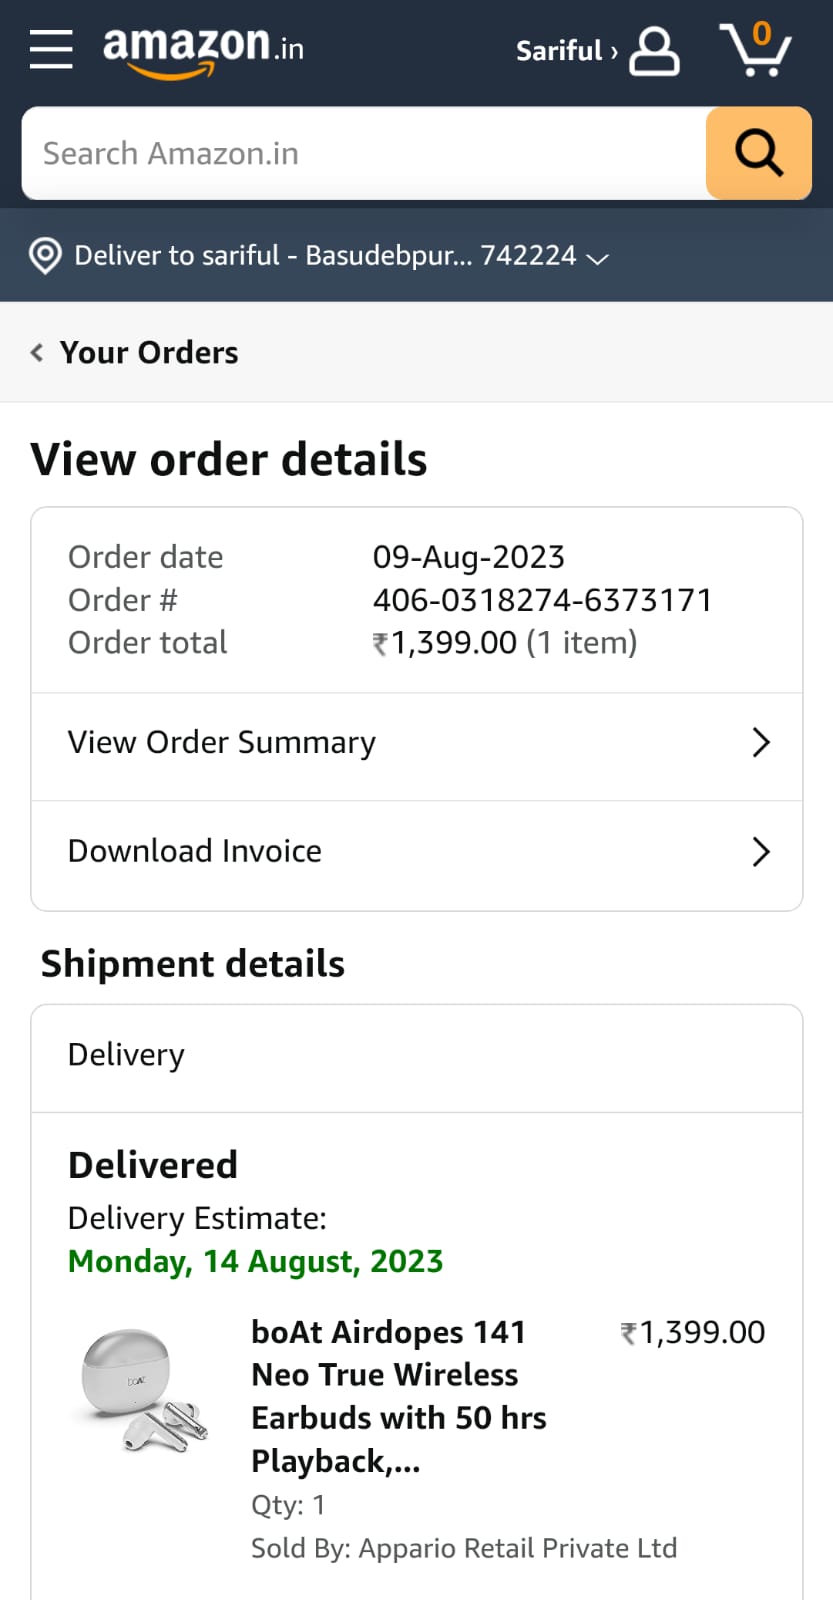 amazon.in
Sariful ›
0
Search Amazon.in
Deliver to sariful - Basudebpur... 742224
Your Orders
View order details
Order date 09-Aug-2023
Order # 406-0318274-6373171
Order total ₹1,399.00 (1 item)
View Order Summary
Download Invoice
Shipment details
Delivery
Delivered
Delivery Estimate:
Monday, 14 August, 2023
boAt
boAt Airdopes 141 ₹1,399.00
Neo True Wireless
Earbuds with 50 hrs
Playback,...
Qty: 1
Sold By: Appario Retail Private Ltd